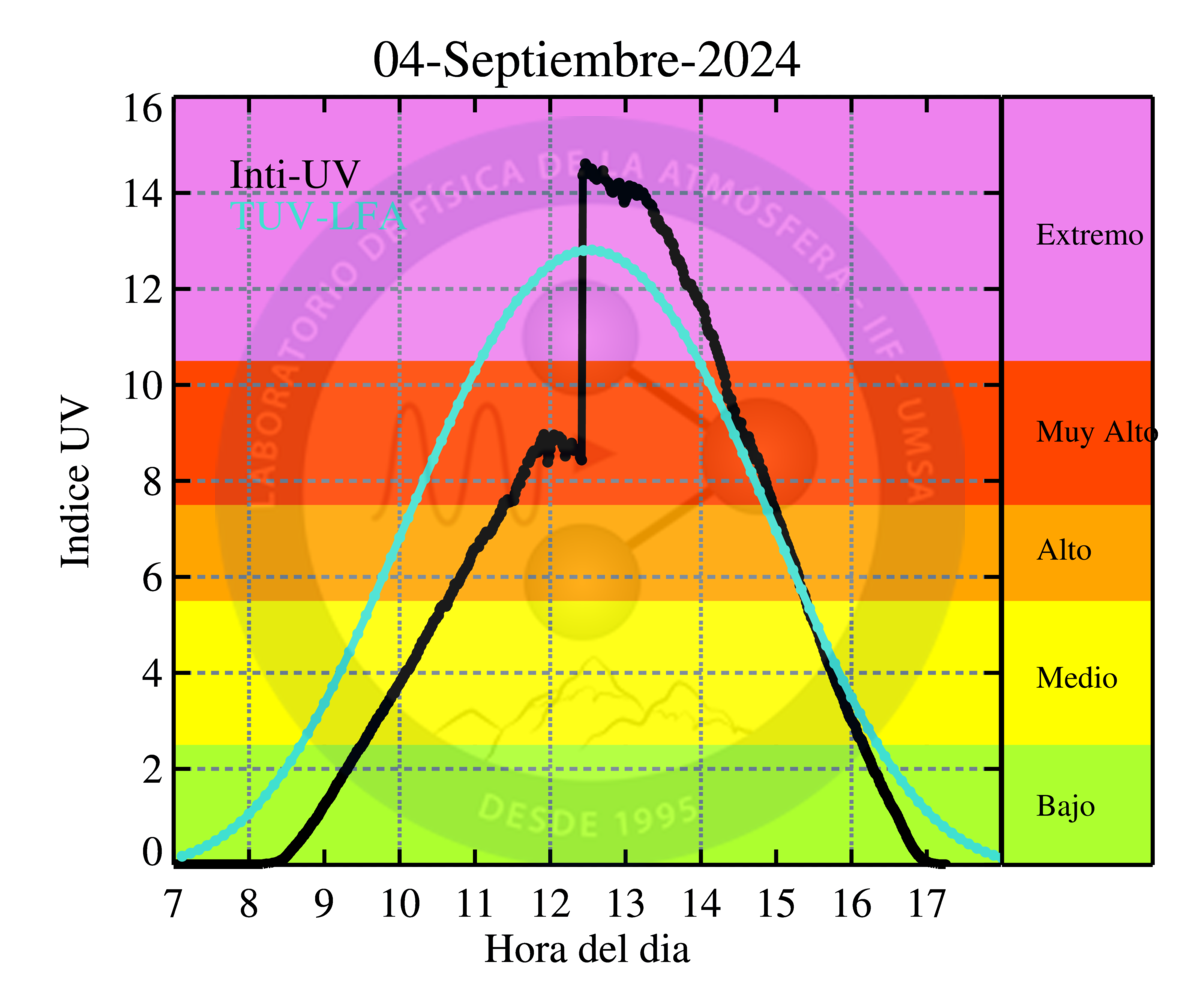 04-Septiembre-2024
Inti-UV
TUV-LFA
LABORATORIO DE FÍSICA DE LA ATMÓSFERA - IIF - UMSA
DESDE 1995
Indice UV
16
14
12
10
8
6
4
2
0
Extremo
Muy Alto
Alto
Medio
Bajo
7 8 9 10 11 12 13 14 15 16 17
Hora del dia